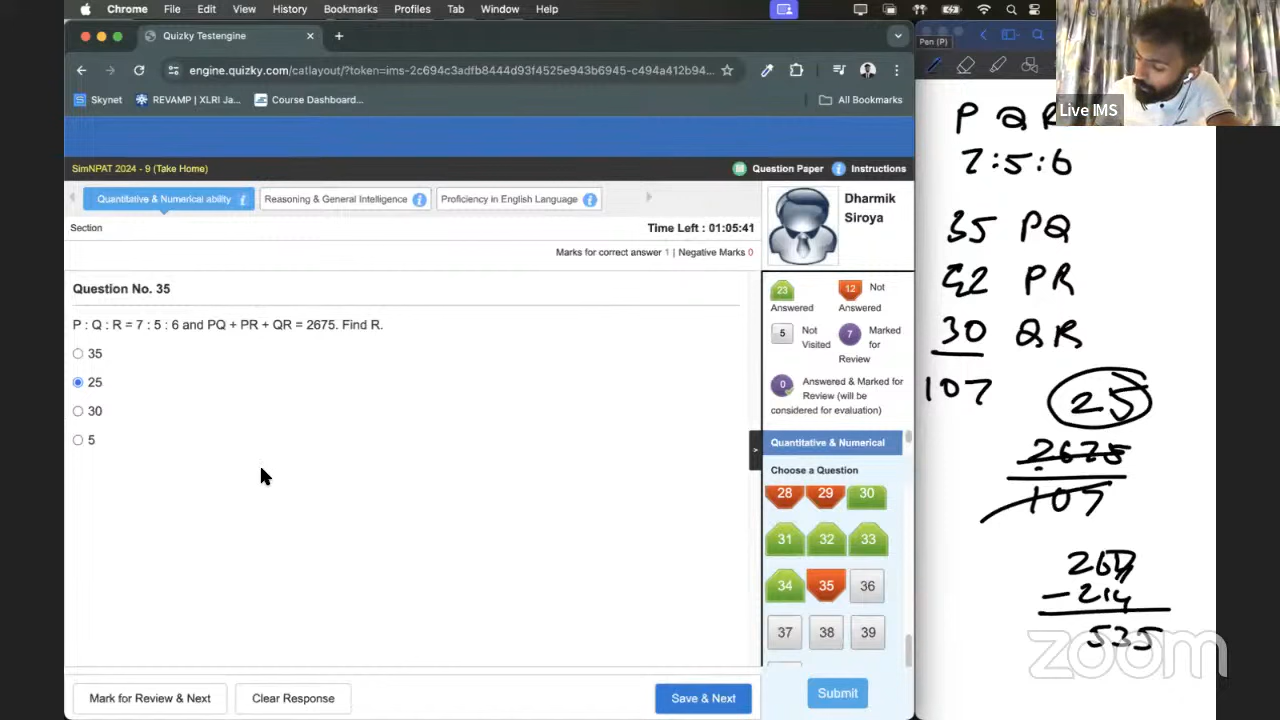 Chrome File Edit View History Bookmarks Profiles Tab Window Help
Quizky Testengine
engine.quizky.com/catlayout/?token=ims-2c694c3adfb8444d93f4525e943b6945-c494a412b94...
Skynet REVAMP | XLRI Ja... Course Dashboard... All Bookmarks
SimNPAT 2024 - 9 (Take Home) Question Paper Instructions
Quantitative & Numerical ability Reasoning & General Intelligence Proficiency in English Language
Section Time Left : 01:05:41
Marks for correct answer 1 | Negative Marks 0
Question No. 35
P : Q : R = 7 : 5 : 6 and PQ + PR + QR = 2675. Find R.
35
25
30
5
Mark for Review & Next Clear Response Save & Next
Dharmik
Siroya
23 Answered
12 Not Answered
5 Not Visited
7 Marked for Review
0 Answered & Marked for Review (will be considered for evaluation)
Quantitative & Numerical
Choose a Question
28 29 30
31 32 33
34 35 36
37 38 39
Submit
Pen (P)
Live IMS
P Q R
7:5:6
35 PQ
42 PR
30 QR
107
25
2675
107
267
- 214
535
zoom